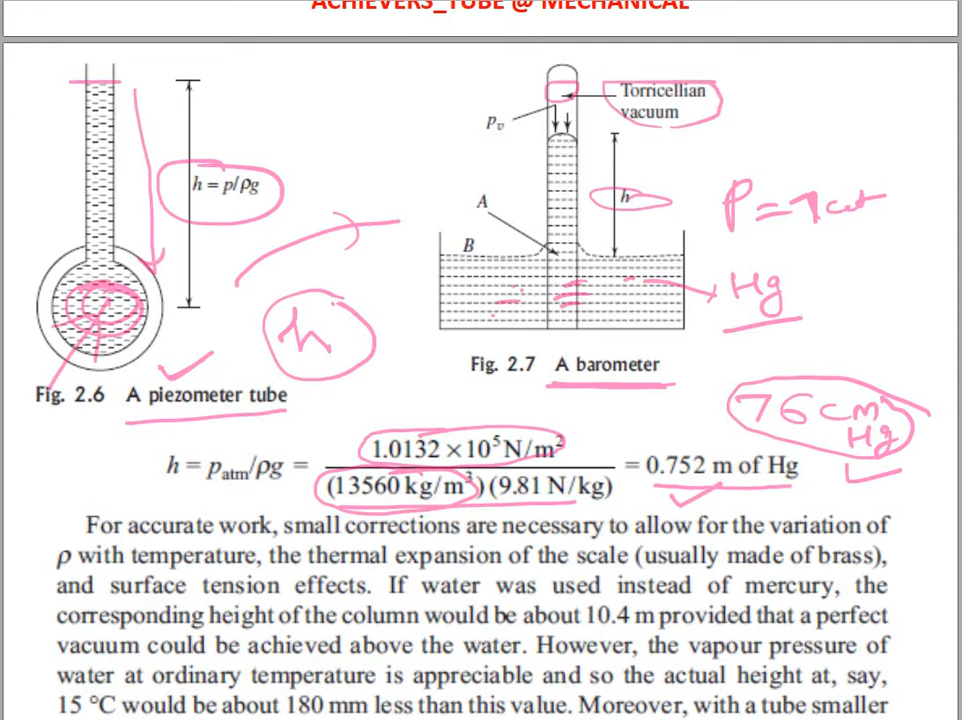 ACHIEVERS_TUBE @ MECHANICAL
Torricellian
vacuum
pv
h = p/ρg
h
A
B
P = 1 at
Hg
h
Fig. 2.7 A barometer
Fig. 2.6 A piezometer tube
76 cm
Hg
h = patm/ρg = 1.0132 × 10⁵ N/m² / (13560 kg/m³)(9.81 N/kg) = 0.752 m of Hg
For accurate work, small corrections are necessary to allow for the variation of
ρ with temperature, the thermal expansion of the scale (usually made of brass),
and surface tension effects. If water was used instead of mercury, the
corresponding height of the column would be about 10.4 m provided that a perfect
vacuum could be achieved above the water. However, the vapour pressure of
water at ordinary temperature is appreciable and so the actual height at, say,
15 °C would be about 180 mm less than this value. Moreover, with a tube smaller